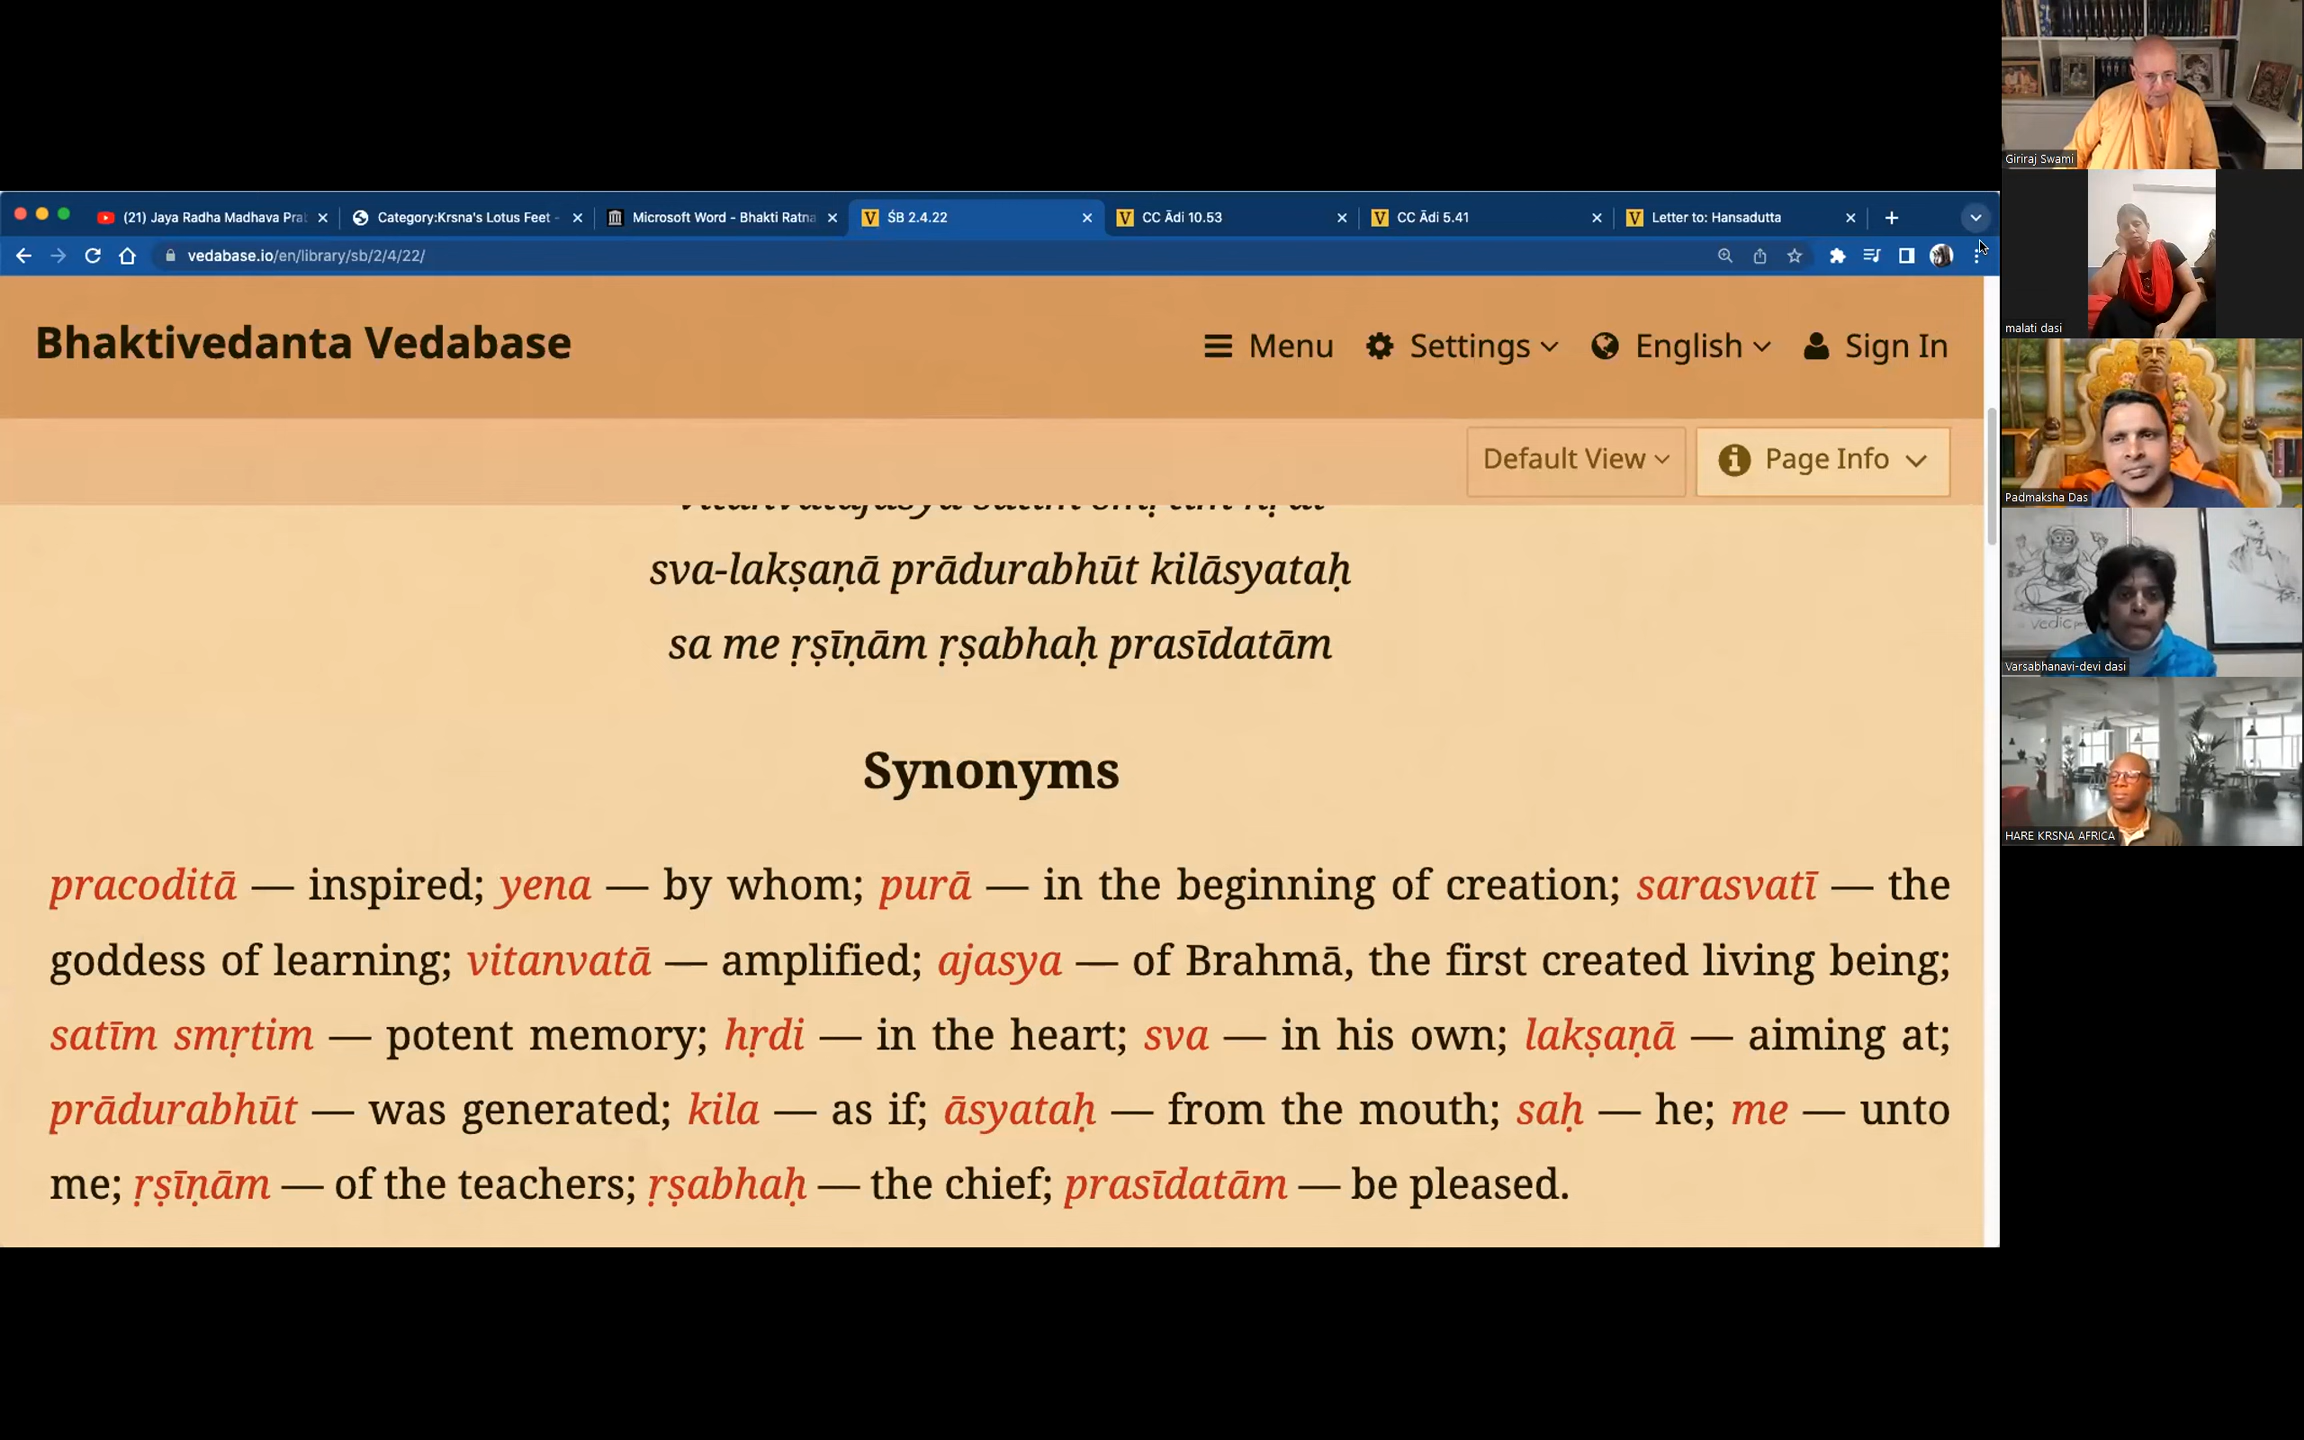 (21) Jaya Radha Madhava Pra
Category:Krsna's Lotus Feet -
Microsoft Word - Bhakti Ratna
ŚB 2.4.22
CC Ādi 10.53
CC Ādi 5.41
Letter to: Hansadutta
vedabase.io/en/library/sb/2/4/22/
Bhaktivedanta Vedabase
Menu
Settings
English
Sign In
Default View
Page Info
sva-lakṣaṇā prādurabhūt kilāsyataḥ
sa me ṛṣīṇām ṛṣabhaḥ prasīdatām
Synonyms
pracoditā — inspired; yena — by whom; purā — in the beginning of creation; sarasvatī — the
goddess of learning; vitanvatā — amplified; ajasya — of Brahmā, the first created living being;
satīm smṛtim — potent memory; hṛdi — in the heart; sva — in his own; lakṣaṇā — aiming at;
prādurabhūt — was generated; kila — as if; āsyataḥ — from the mouth; saḥ — he; me — unto
me; ṛṣīṇām — of the teachers; ṛṣabhaḥ — the chief; prasīdatām — be pleased.
Giriraj Swami
malati dasi
Padmaksha Das
vedic
Varsabhanavi-devi dasi
HARE KRSNA AFRICA